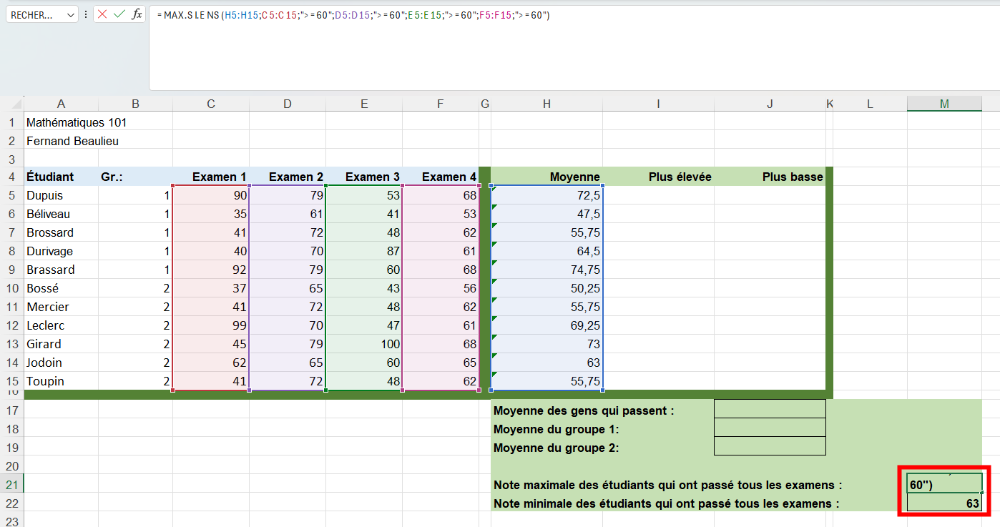 RECHER... fx =MAX.SI.ENS(H5:H15;C5:C15;">=60";D5:D15;">=60";E5:E15;">=60";F5:F15;">=60")
A B C D E F G H I J K L M
1 Mathématiques 101
2 Fernand Beaulieu
3
4 Étudiant Gr.: Examen 1 Examen 2 Examen 3 Examen 4 Moyenne Plus élevée Plus basse
5 Dupuis 1 90 79 53 68 72,5
6 Béliveau 1 35 61 41 53 47,5
7 Brossard 1 41 72 48 62 55,75
8 Durivage 1 40 70 87 61 64,5
9 Brassard 1 92 79 60 68 74,75
10 Bossé 2 37 65 43 56 50,25
11 Mercier 2 41 72 48 62 55,75
12 Leclerc 2 99 70 47 61 69,25
13 Girard 2 45 79 100 68 73
14 Jodoin 2 62 65 60 65 63
15 Toupin 2 41 72 48 62 55,75
16
17 Moyenne des gens qui passent :
18 Moyenne du groupe 1:
19 Moyenne du groupe 2:
20
21 Note maximale des étudiants qui ont passé tous les examens : 60")
22 Note minimale des étudiants qui ont passé tous les examens : 63
23